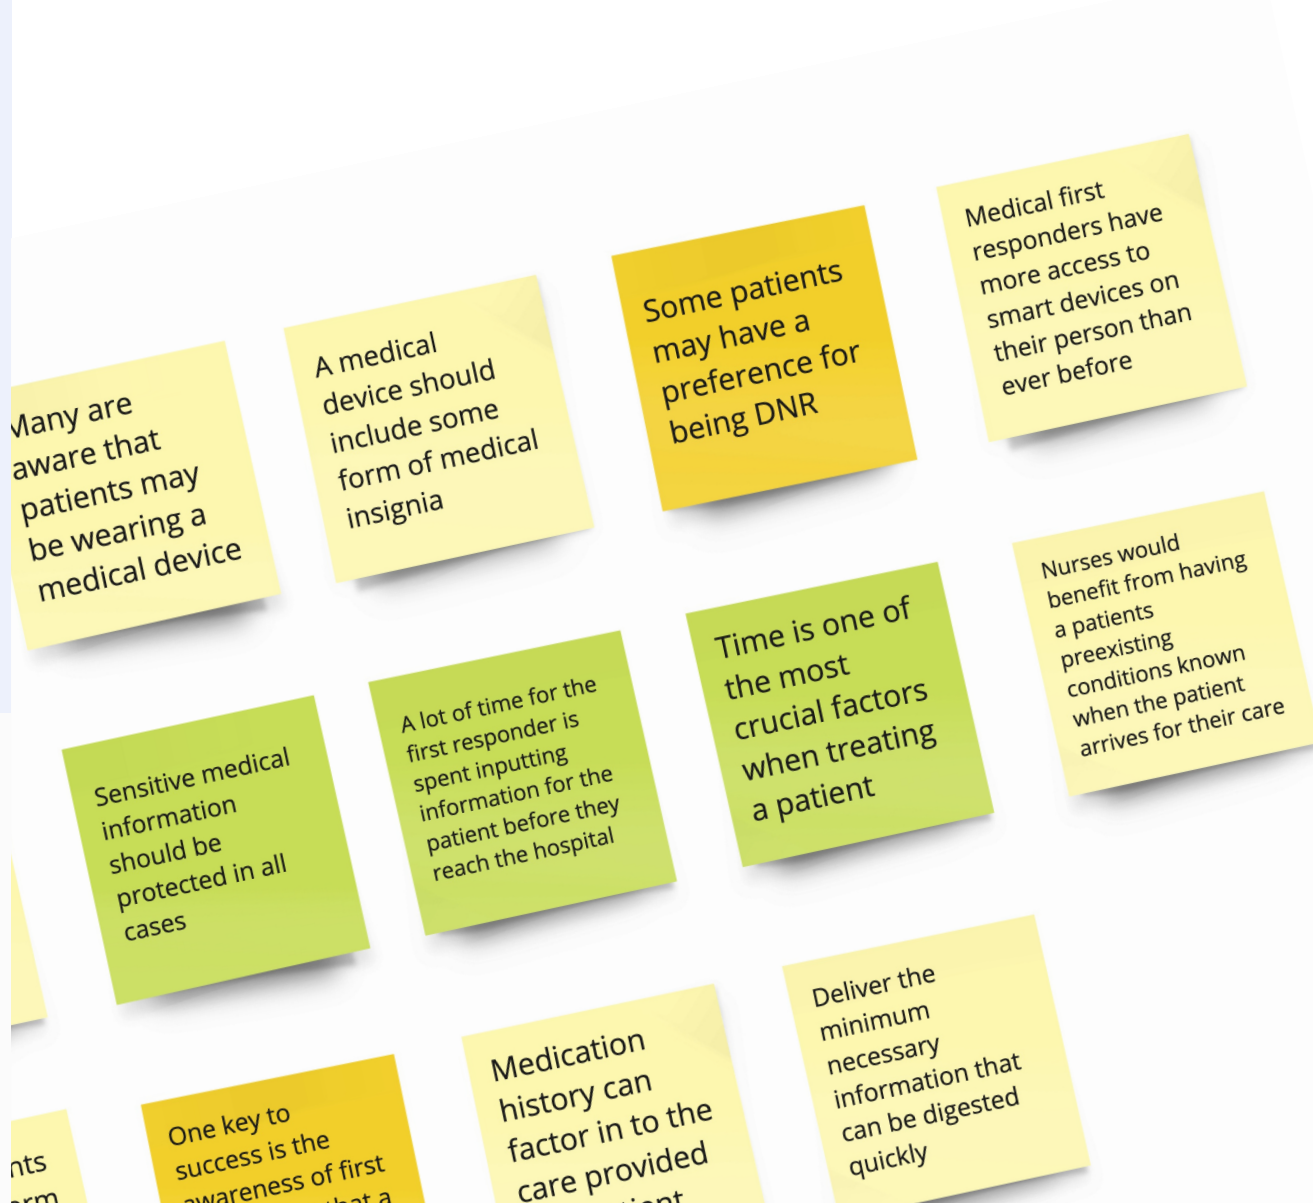 Many are
aware that
patients may
be wearing a
medical device
A medical
device should
include some
form of medical
insignia
Some patients
may have a
preference for
being DNR
Medical first
responders have
more access to
smart devices on
their person than
ever before
Sensitive medical
information
should be
protected in all
cases
A lot of time for the
first responder is
spent inputting
information for the
patient before they
reach the hospital
Time is one of
the most
crucial factors
when treating
a patient
Nurses would
benefit from having
a patients
preexisting
conditions known
when the patient
arrives for their care
One key to
success is the
awareness of first
that a
Medication
history can
factor in to the
care provided
Deliver the
minimum
necessary
information that
can be digested
quickly